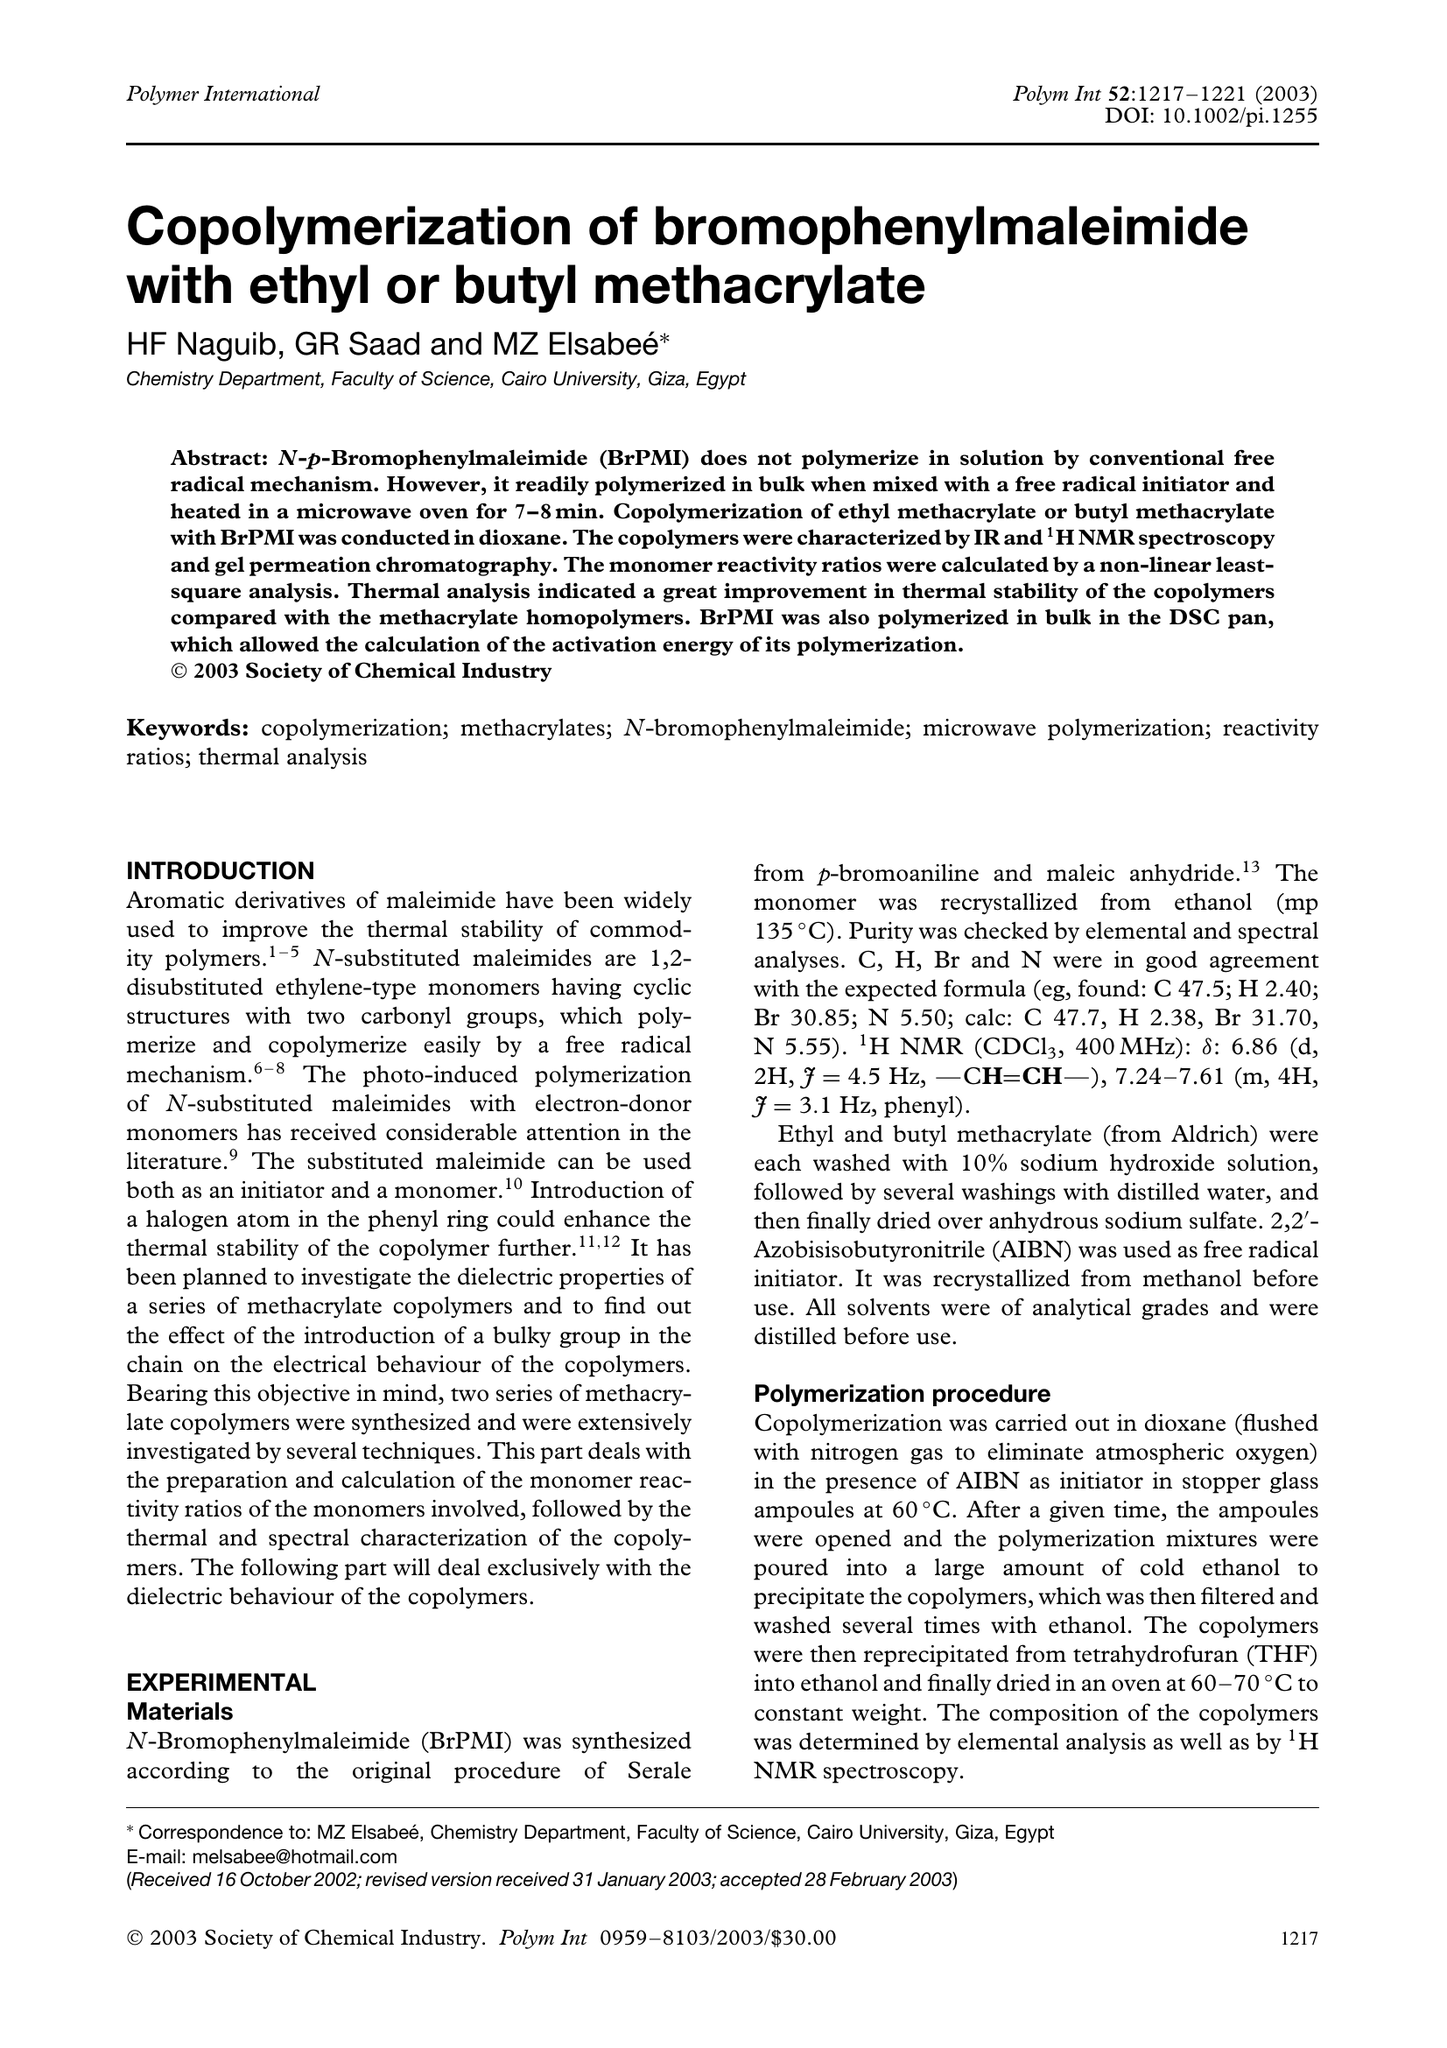 Polymer International
Polym Int 52:1217–1221 (2003)
DOI: 10.1002/pi.1255
Copolymerization of bromophenylmaleimide
with ethyl or butyl methacrylate
HF Naguib, GR Saad and MZ Elsabeé*
Chemistry Department, Faculty of Science, Cairo University, Giza, Egypt
Abstract: N-p-Bromophenylmaleimide (BrPMI) does not polymerize in solution by conventional free
radical mechanism. However, it readily polymerized in bulk when mixed with a free radical initiator and
heated in a microwave oven for 7–8 min. Copolymerization of ethyl methacrylate or butyl methacrylate
with BrPMI was conducted in dioxane. The copolymers were characterized by IR and ¹H NMR spectroscopy
and gel permeation chromatography. The monomer reactivity ratios were calculated by a non-linear least-
square analysis. Thermal analysis indicated a great improvement in thermal stability of the copolymers
compared with the methacrylate homopolymers. BrPMI was also polymerized in bulk in the DSC pan,
which allowed the calculation of the activation energy of its polymerization.
© 2003 Society of Chemical Industry
Keywords: copolymerization; methacrylates; N-bromophenylmaleimide; microwave polymerization; reactivity
ratios; thermal analysis
INTRODUCTION
Aromatic derivatives of maleimide have been widely
used to improve the thermal stability of commod-
ity polymers.¹⁻⁵ N-substituted maleimides are 1,2-
disubstituted ethylene-type monomers having cyclic
structures with two carbonyl groups, which poly-
merize and copolymerize easily by a free radical
mechanism.⁶⁻⁸ The photo-induced polymerization
of N-substituted maleimides with electron-donor
monomers has received considerable attention in the
literature.⁹ The substituted maleimide can be used
both as an initiator and a monomer.¹⁰ Introduction of
a halogen atom in the phenyl ring could enhance the
thermal stability of the copolymer further.¹¹,¹² It has
been planned to investigate the dielectric properties of
a series of methacrylate copolymers and to find out
the effect of the introduction of a bulky group in the
chain on the electrical behaviour of the copolymers.
Bearing this objective in mind, two series of methacry-
late copolymers were synthesized and were extensively
investigated by several techniques. This part deals with
the preparation and calculation of the monomer reac-
tivity ratios of the monomers involved, followed by the
thermal and spectral characterization of the copoly-
mers. The following part will deal exclusively with the
dielectric behaviour of the copolymers.
EXPERIMENTAL
Materials
N-Bromophenylmaleimide (BrPMI) was synthesized
according to the original procedure of Serale
from p-bromoaniline and maleic anhydride.¹³ The
monomer was recrystallized from ethanol (mp
135 °C). Purity was checked by elemental and spectral
analyses. C, H, Br and N were in good agreement
with the expected formula (eg, found: C 47.5; H 2.40;
Br 30.85; N 5.50; calc: C 47.7, H 2.38, Br 31.70,
N 5.55). ¹H NMR (CDCl₃, 400 MHz): δ: 6.86 (d,
2H, J = 4.5 Hz, —CH=CH—), 7.24–7.61 (m, 4H,
J = 3.1 Hz, phenyl).
Ethyl and butyl methacrylate (from Aldrich) were
each washed with 10% sodium hydroxide solution,
followed by several washings with distilled water, and
then finally dried over anhydrous sodium sulfate. 2,2′-
Azobisisobutyronitrile (AIBN) was used as free radical
initiator. It was recrystallized from methanol before
use. All solvents were of analytical grades and were
distilled before use.
Polymerization procedure
Copolymerization was carried out in dioxane (flushed
with nitrogen gas to eliminate atmospheric oxygen)
in the presence of AIBN as initiator in stopper glass
ampoules at 60 °C. After a given time, the ampoules
were opened and the polymerization mixtures were
poured into a large amount of cold ethanol to
precipitate the copolymers, which was then filtered and
washed several times with ethanol. The copolymers
were then reprecipitated from tetrahydrofuran (THF)
into ethanol and finally dried in an oven at 60–70 °C to
constant weight. The composition of the copolymers
was determined by elemental analysis as well as by ¹H
NMR spectroscopy.
* Correspondence to: MZ Elsabeé, Chemistry Department, Faculty of Science, Cairo University, Giza, Egypt
E-mail: melsabee@hotmail.com
(Received 16 October 2002; revised version received 31 January 2003; accepted 28 February 2003)
© 2003 Society of Chemical Industry. Polym Int 0959–8103/2003/$30.00
1217